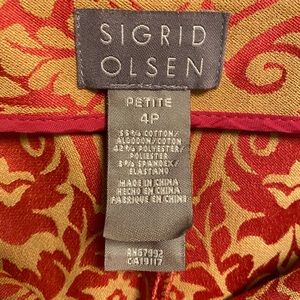 SIGRID
OLSEN
PETITE
4P
55% COTTON/
ALGODON/COTON
42% POLYESTER/
POLIESTER
3% SPANDEX/
ELASTANO
MADE IN CHINA
HECHO EN CHINA
FABRIQUE EN CHINE
RN67992
CA19117